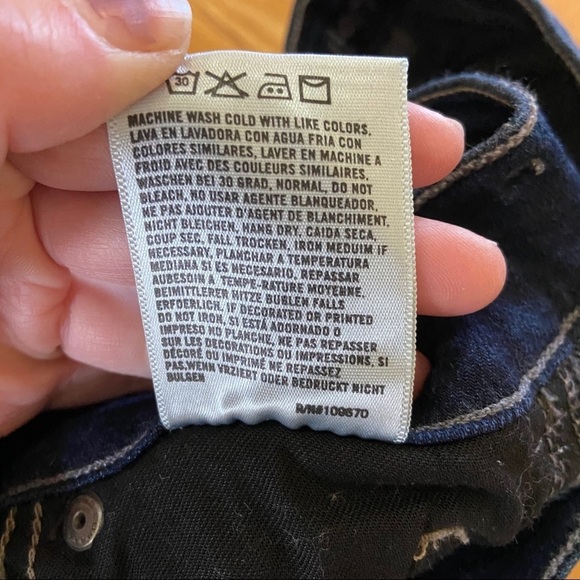 30
MACHINE WASH COLD WITH LIKE COLORS,
LAVA EN LAVADORA CON AGUA FRIA CON
COLORES SIMILARES, LAVER EN MACHINE A
FROID AVEC DES COULEURS SIMILAIRES,
WASCHEN BEI 30 GRAD, NORMAL, DO NOT
BLEACH, NO USAR AGENTE BLANQUEADOR,
NE PAS AJOUTER D'AGENT DE BLANCHIMENT,
NICHT BLEICHEN, HANG DRY, CAIDA SECA,
COUP SEC, FALL TROCKEN, IRON MEDUIM IF
NECESSARY, PLANCHAR A TEMPERATURA
MEDIANA SI ES NECESARIO, REPASSAR
AUBESOIN A TEMPE-RATURE MOYENNE,
BEIMITTLERER HITZE BUGLEN FALLS
ERFOERLICH, IF DECORATED OR PRINTED
DO NOT IRON, SI ESTÁ ADORNADO O
IMPRESO NO PLANCHE, NE PAS REPASSER
SUR LES DECORATIONS OU IMPRESSIONS, SI
DÉCORÉ OU IMPRIMÉ NE REPASSEZ
PAS,WENN VRZIERT ODER BEDRUCKT NICHT
BULGEN
R/N#109670